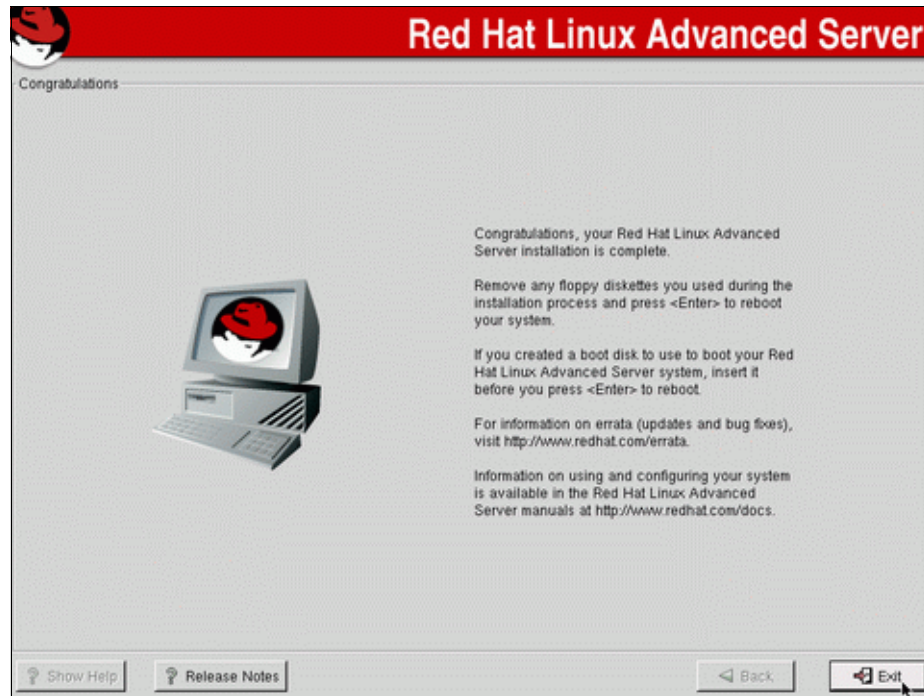 Red Hat Linux Advanced Server
Congratulations
Congratulations, your Red Hat Linux Advanced
Server installation is complete.
Remove any floppy diskettes you used during the
installation process and press <Enter> to reboot
your system.
If you created a boot disk to use to boot your Red
Hat Linux Advanced Server system, insert it
before you press <Enter> to reboot.
For information on errata (updates and bug fixes),
visit http://www.redhat.com/errata.
Information on using and configuring your system
is available in the Red Hat Linux Advanced
Server manuals at http://www.redhat.com/docs.
Show Help
Release Notes
Back
Exit